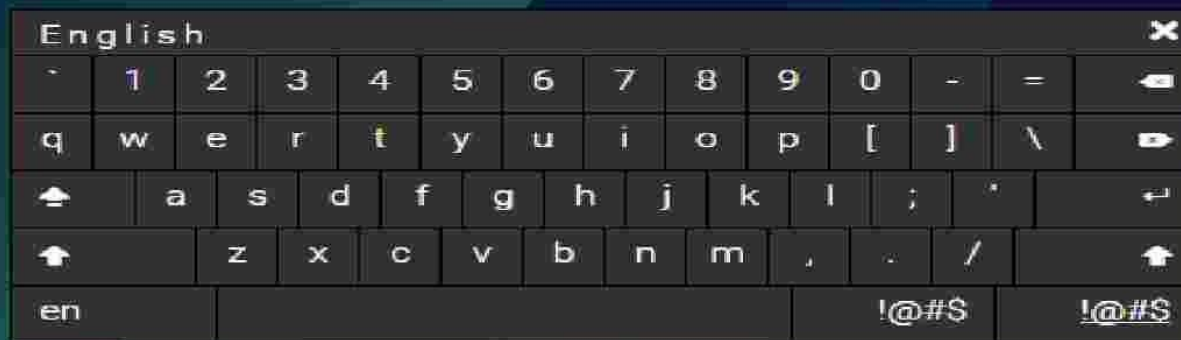 English
` 1 2 3 4 5 6 7 8 9 0 - =
q w e r t y u i o p [ ] \
a s d f g h j k l ; '
z x c v b n m , . /
en !@#$ !@#$